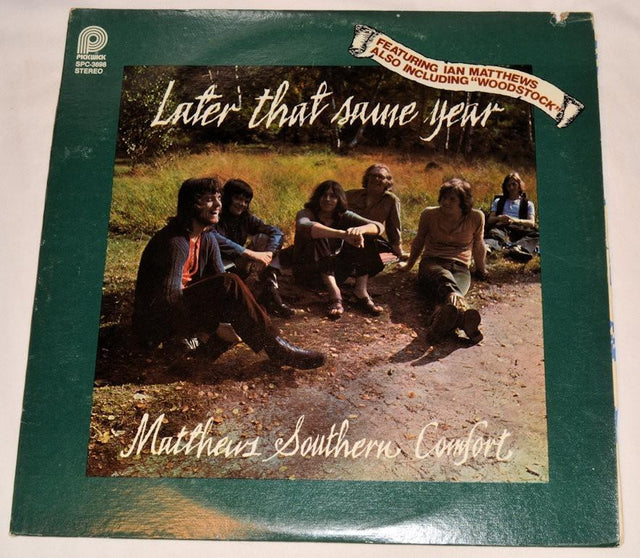 PICKWICK
SPC-3698
STEREO
FEATURING IAN MATTHEWS
ALSO INCLUDING "WOODSTOCK"
Later that same year
Matthews Southern Comfort